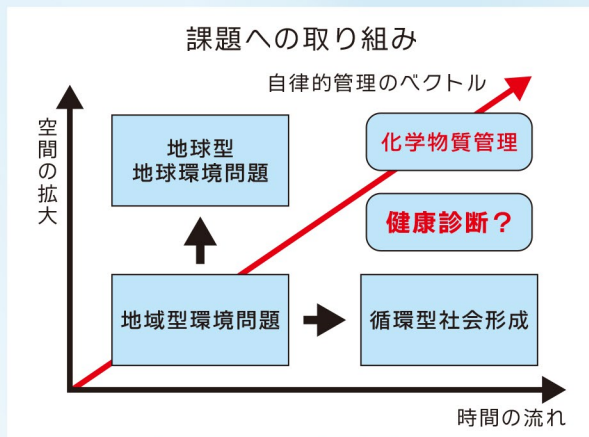 課題への取り組み
自律的管理のベクトル
空間の拡大
地球型
地球環境問題
化学物質管理
健康診断？
地域型環境問題
循環型社会形成
時間の流れ